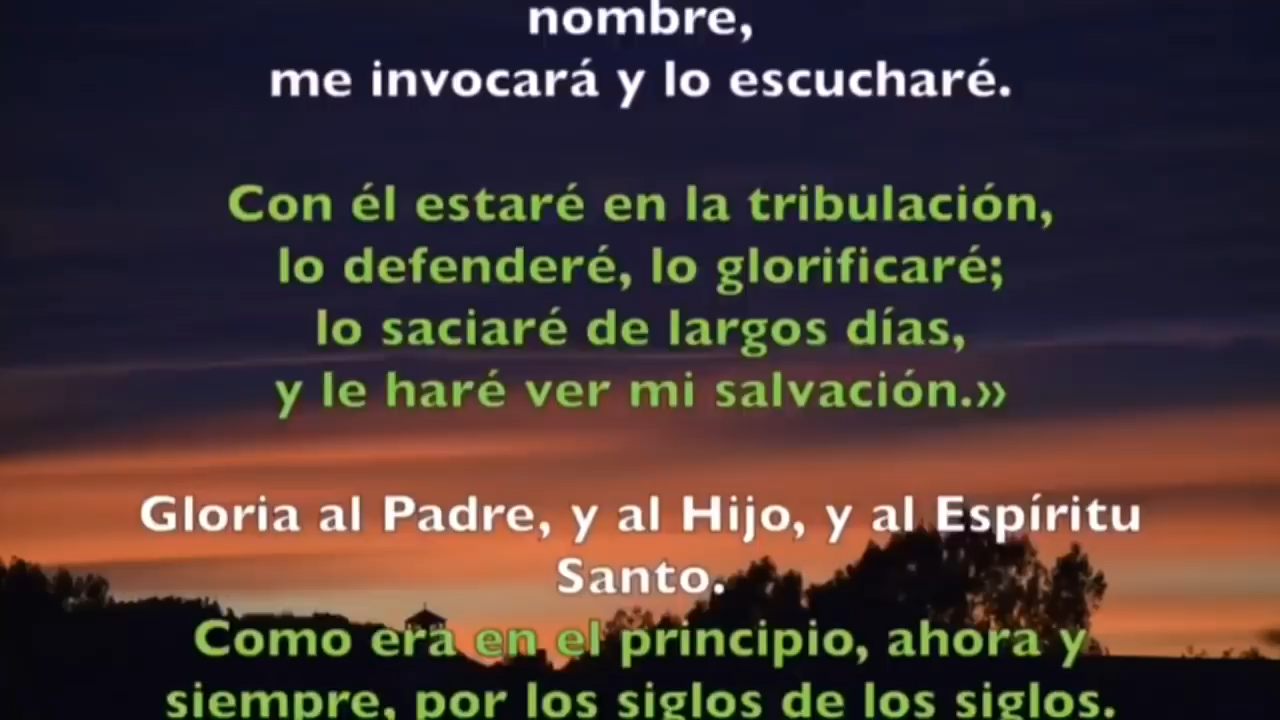 nombre,
me invocará y lo escucharé.
Con él estaré en la tribulación,
lo defenderé, lo glorificaré;
lo saciaré de largos días,
y le haré ver mi salvación.»
Gloria al Padre, y al Hijo, y al Espíritu
Santo.
Como era en el principio, ahora y
siempre, por los siglos de los siglos.